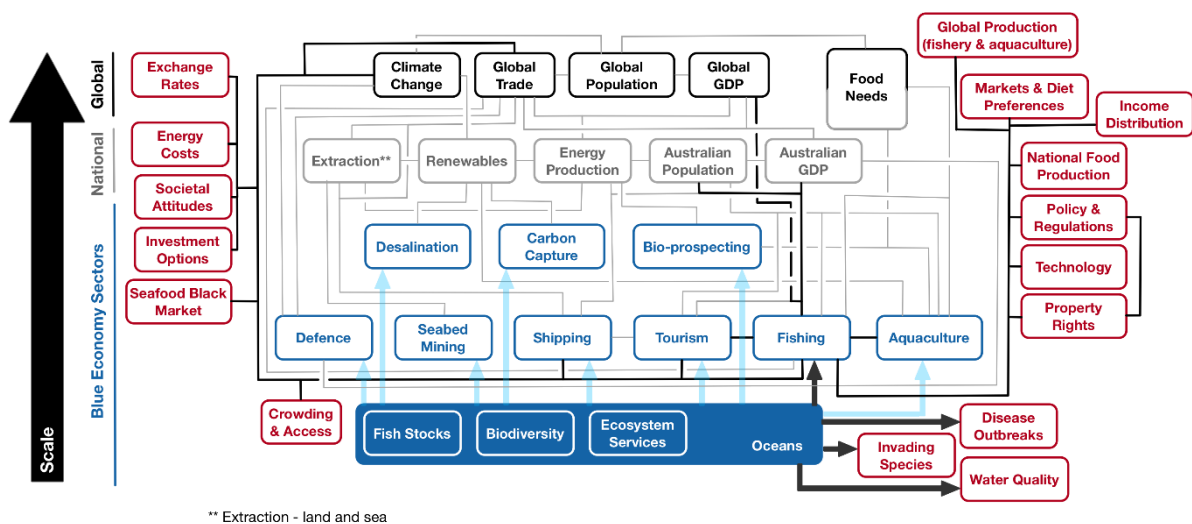 Global Production
(fishery & aquaculture)
Exchange
Rates
Climate
Change
Global
Trade
Global
Population
Global
GDP
Food
Needs
Markets & Diet
Preferences
Income
Distribution
Global
Energy
Costs
National
Extraction**
Renewables
Energy
Production
Australian
Population
Australian
GDP
National Food
Production
Societal
Attitudes
Policy &
Regulations
Investment
Options
Desalination
Carbon
Capture
Bio-prospecting
Technology
Seafood Black
Market
Property
Rights
Blue Economy Sectors
Defence
Seabed
Mining
Shipping
Tourism
Fishing
Aquaculture
Crowding
& Access
Fish Stocks
Biodiversity
Ecosystem
Services
Oceans
Disease
Outbreaks
Invading
Species
Water Quality
Scale
** Extraction - land and sea